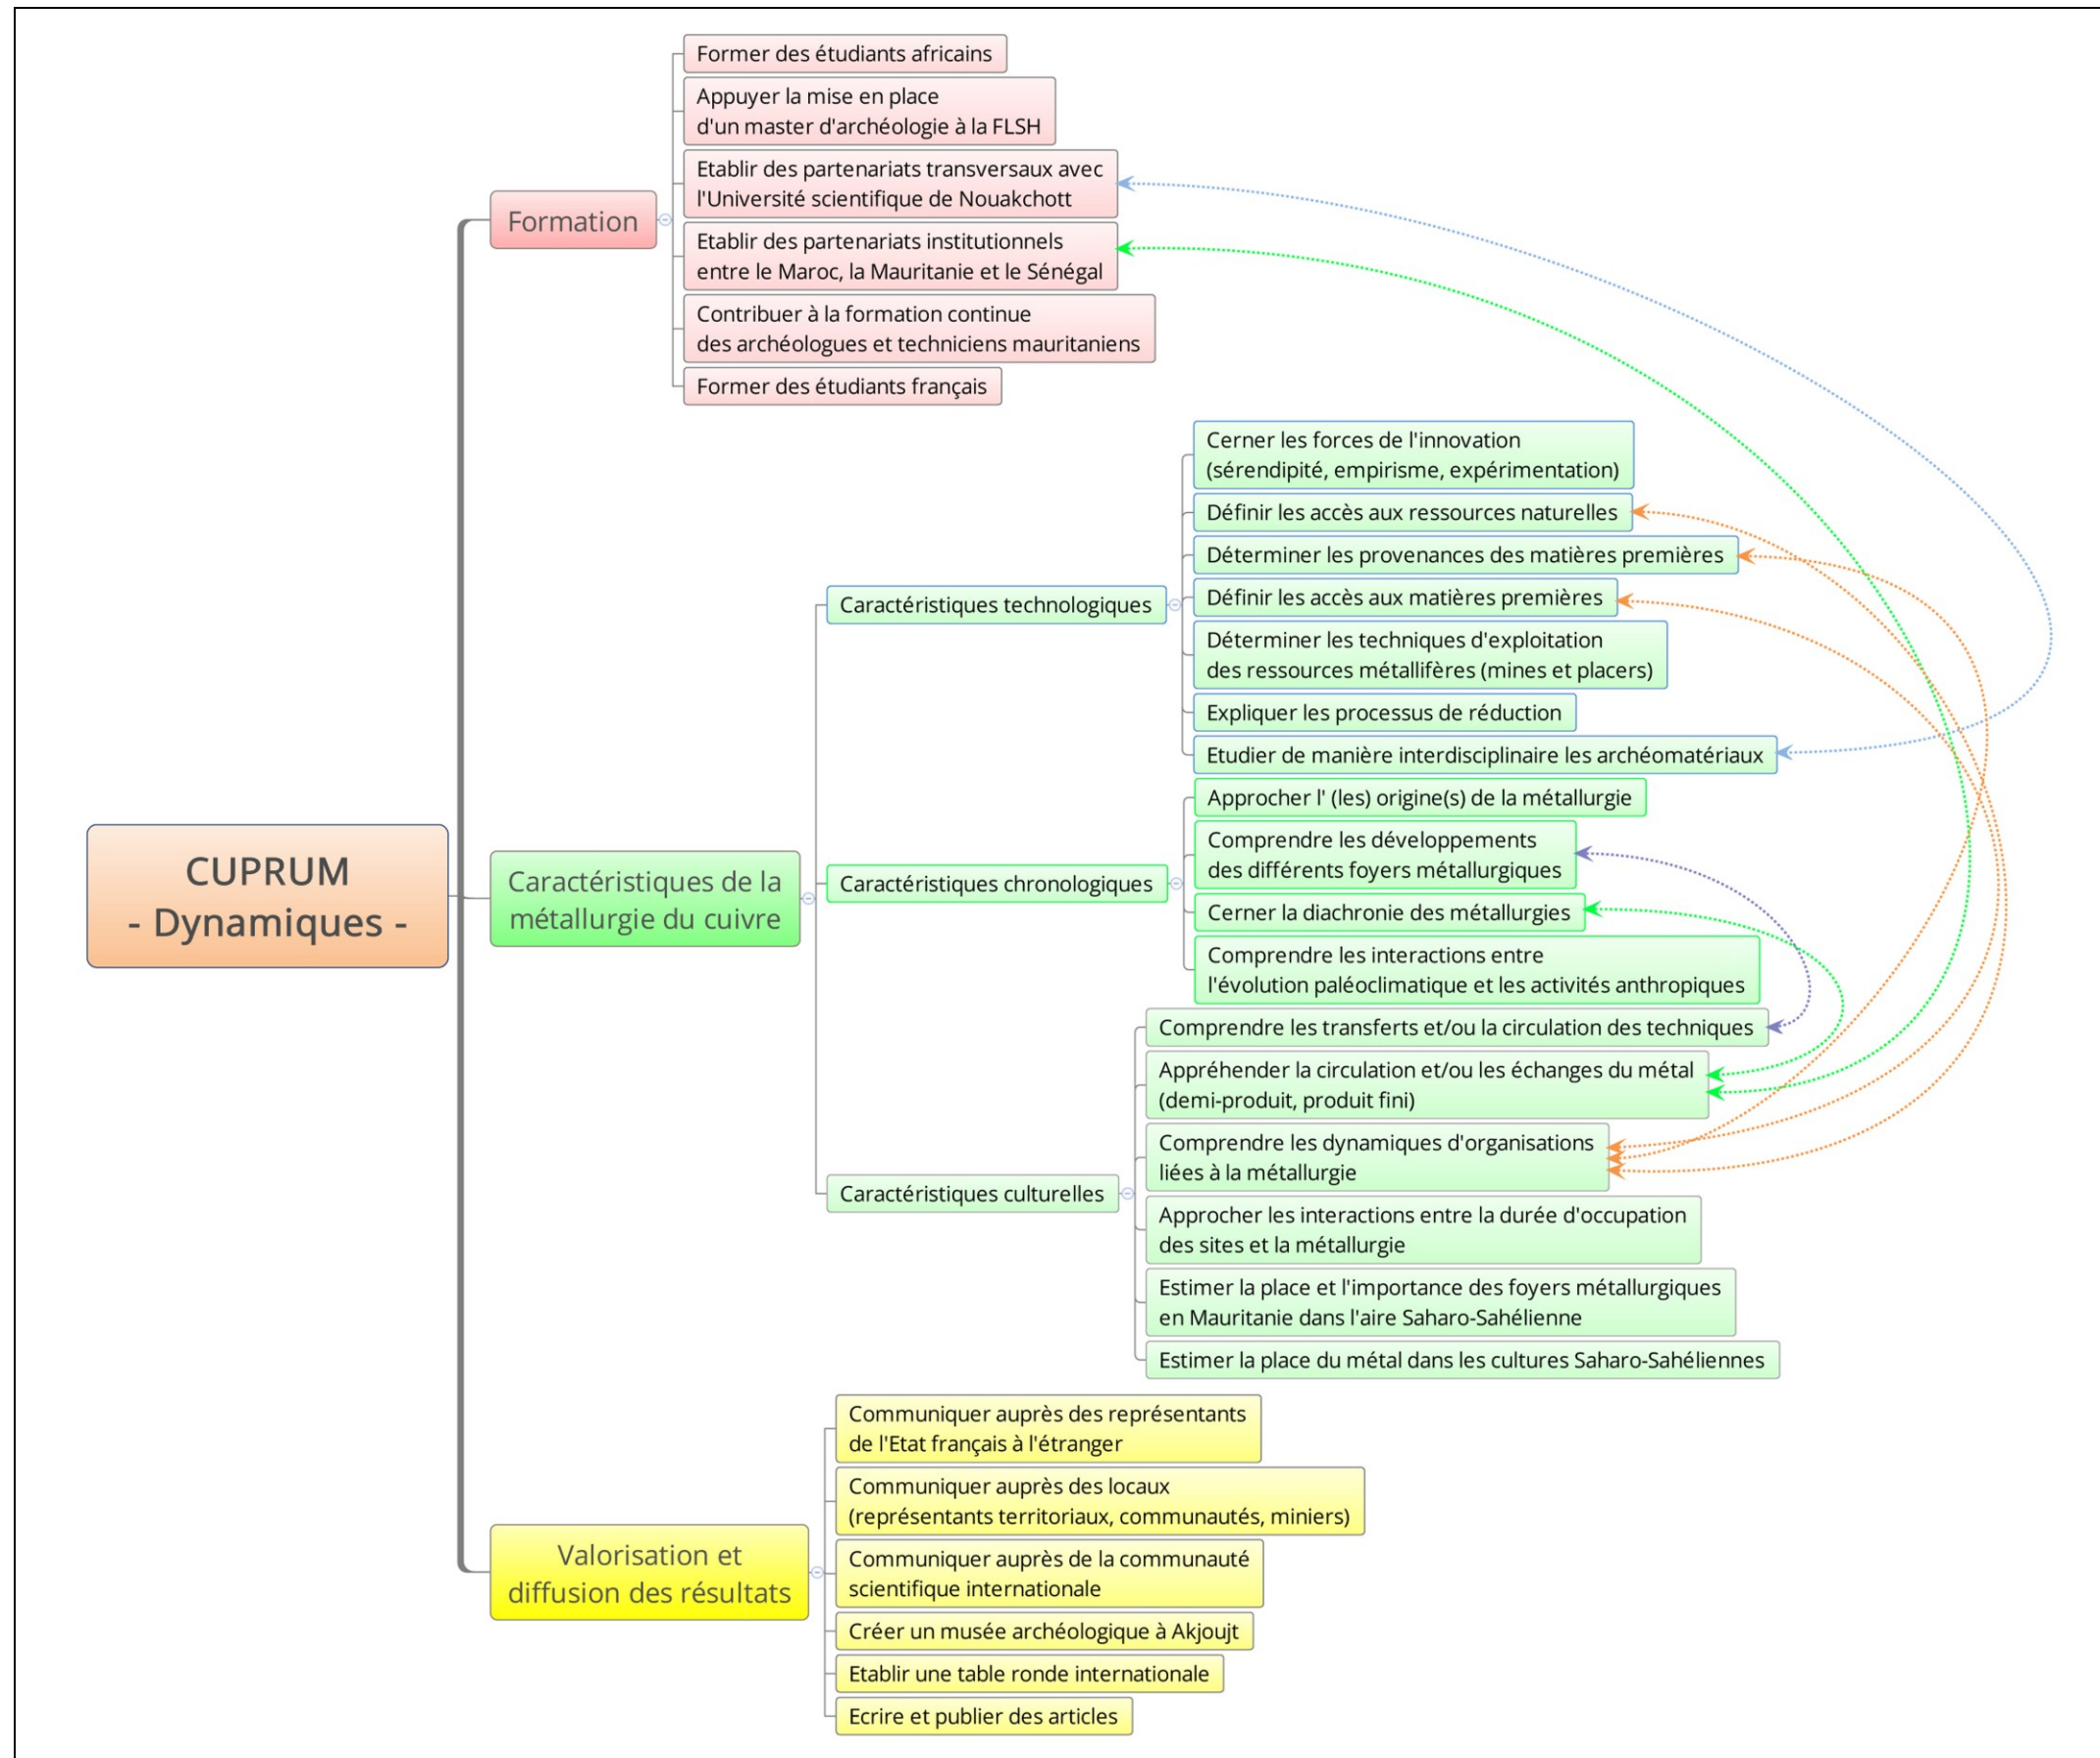 CUPRUM
- Dynamiques -
Formation
Former des étudiants africains
Appuyer la mise en place
d'un master d'archéologie à la FLSH
Etablir des partenariats transversaux avec
l'Université scientifique de Nouakchott
Etablir des partenariats institutionnels
entre le Maroc, la Mauritanie et le Sénégal
Contribuer à la formation continue
des archéologues et techniciens mauritaniens
Former des étudiants français
Caractéristiques de la
métallurgie du cuivre
Caractéristiques technologiques
Cerner les forces de l'innovation
(sérendipité, empirisme, expérimentation)
Définir les accès aux ressources naturelles
Déterminer les provenances des matières premières
Définir les accès aux matières premières
Déterminer les techniques d'exploitation
des ressources métallifères (mines et placers)
Expliquer les processus de réduction
Etudier de manière interdisciplinaire les archéomatériaux
Caractéristiques chronologiques
Approcher l' (les) origine(s) de la métallurgie
Comprendre les développements
des différents foyers métallurgiques
Cerner la diachronie des métallurgies
Comprendre les interactions entre
l'évolution paléoclimatique et les activités anthropiques
Caractéristiques culturelles
Comprendre les transferts et/ou la circulation des techniques
Appréhender la circulation et/ou les échanges du métal
(demi-produit, produit fini)
Comprendre les dynamiques d'organisations
liées à la métallurgie
Approcher les interactions entre la durée d'occupation
des sites et la métallurgie
Estimer la place et l'importance des foyers métallurgiques
en Mauritanie dans l'aire Saharo-Sahélienne
Estimer la place du métal dans les cultures Saharo-Sahéliennes
Valorisation et
diffusion des résultats
Communiquer auprès des représentants
de l'Etat français à l'étranger
Communiquer auprès des locaux
(représentants territoriaux, communautés, miniers)
Communiquer auprès de la communauté
scientifique internationale
Créer un musée archéologique à Akjoujt
Etablir une table ronde internationale
Ecrire et publier des articles